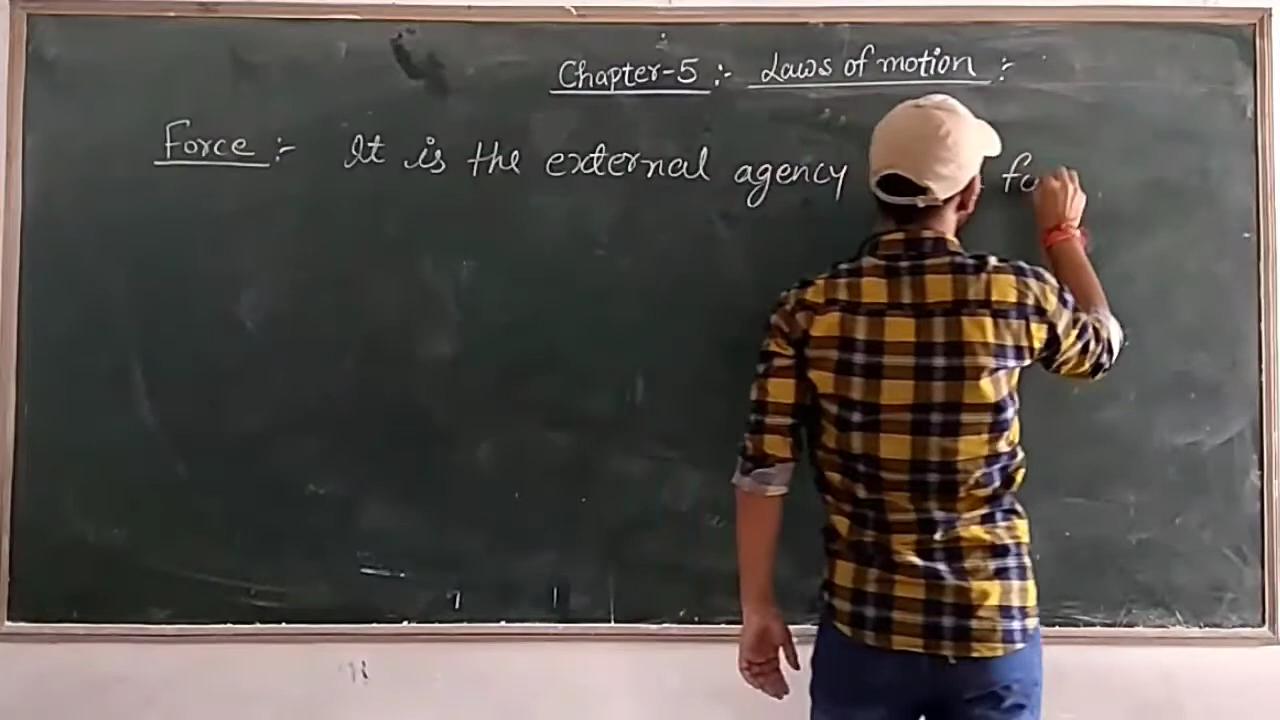 Chapter-5 :- Laws of motion :-
Force :- It is the external agency